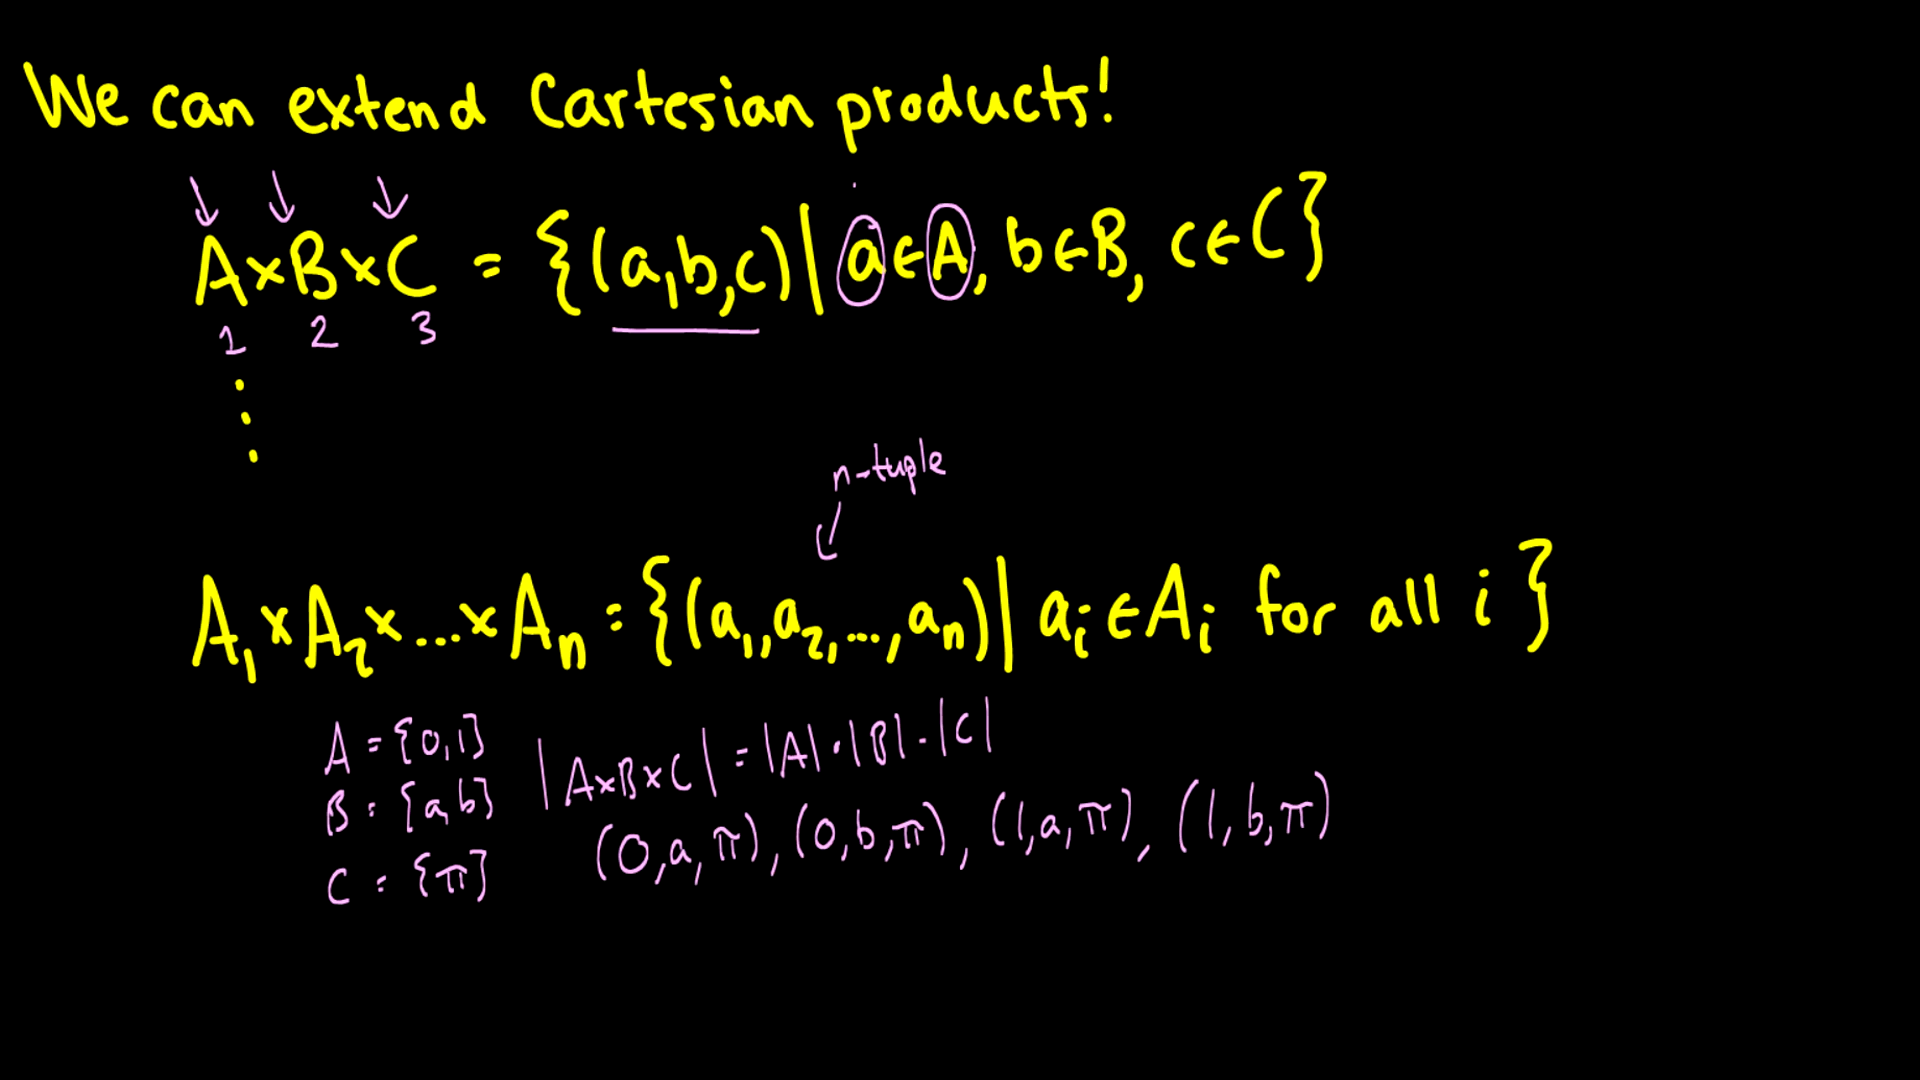 We can extend Cartesian products!
A×B×C = {(a,b,c)| a∈A, b∈B, c∈C}
1 2 3
n-tuple
A₁×A₂×...×Aₙ = {(a₁,a₂,...,aₙ)| aᵢ∈Aᵢ for all i}
A = {0,1} |A×B×C| = |A|·|B|·|C|
B = {a,b} (0,a,π), (0,b,π), (1,a,π), (1,b,π)
C = {π}